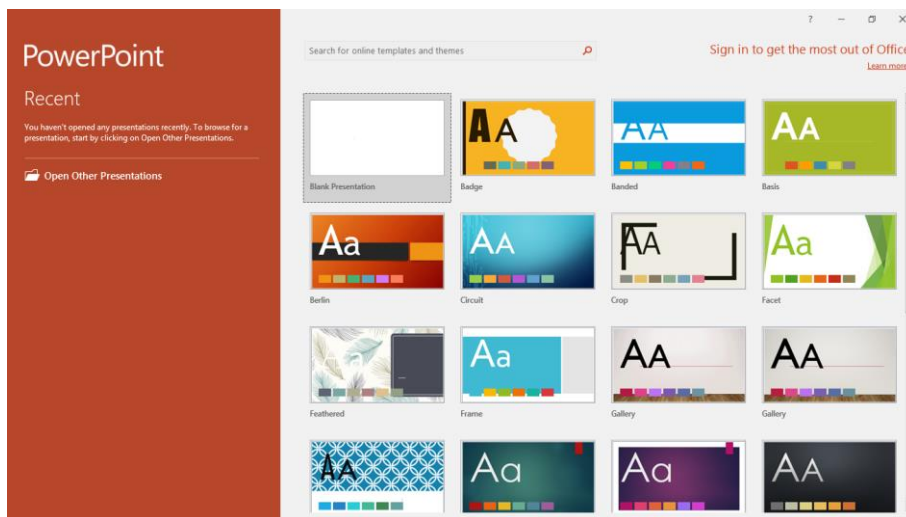 ?
PowerPoint
Search for online templates and themes
Sign in to get the most out of Office
Learn more
Recent
You haven't opened any presentations recently. To browse for a
presentation, start by clicking on Open Other Presentations.
Open Other Presentations
Blank Presentation
AA
Badge
AA
Banded
AA
Basis
Aa
Berlin
AA
Circuit
AA
Crop
Aa
Facet
Aa
Feathered
Aa
Frame
AA
Gallery
AA
Gallery
AA
Aa
Aa
AA